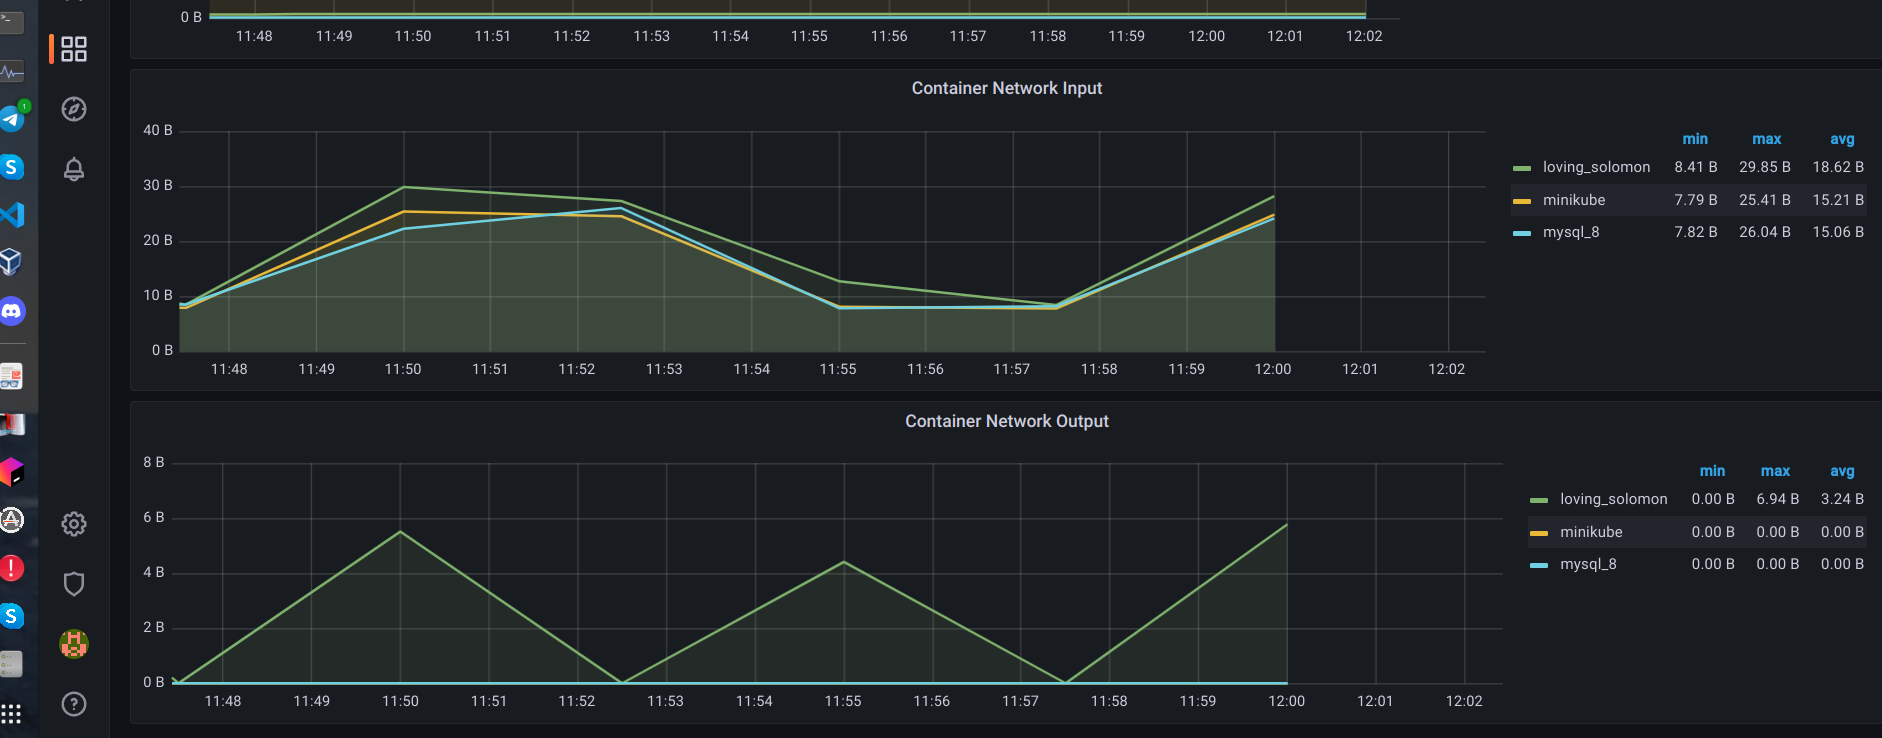 0 B
11:48 11:49 11:50 11:51 11:52 11:53 11:54 11:55 11:56 11:57 11:58 11:59 12:00 12:01 12:02
Container Network Input
40 B
30 B
20 B
10 B
0 B
11:48 11:49 11:50 11:51 11:52 11:53 11:54 11:55 11:56 11:57 11:58 11:59 12:00 12:01 12:02
min max avg
loving_solomon 8.41 B 29.85 B 18.62 B
minikube 7.79 B 25.41 B 15.21 B
mysql_8 7.82 B 26.04 B 15.06 B
Container Network Output
8 B
6 B
4 B
2 B
0 B
11:48 11:49 11:50 11:51 11:52 11:53 11:54 11:55 11:56 11:57 11:58 11:59 12:00 12:01 12:02
min max avg
loving_solomon 0.00 B 6.94 B 3.24 B
minikube 0.00 B 0.00 B 0.00 B
mysql_8 0.00 B 0.00 B 0.00 B
1
S
S